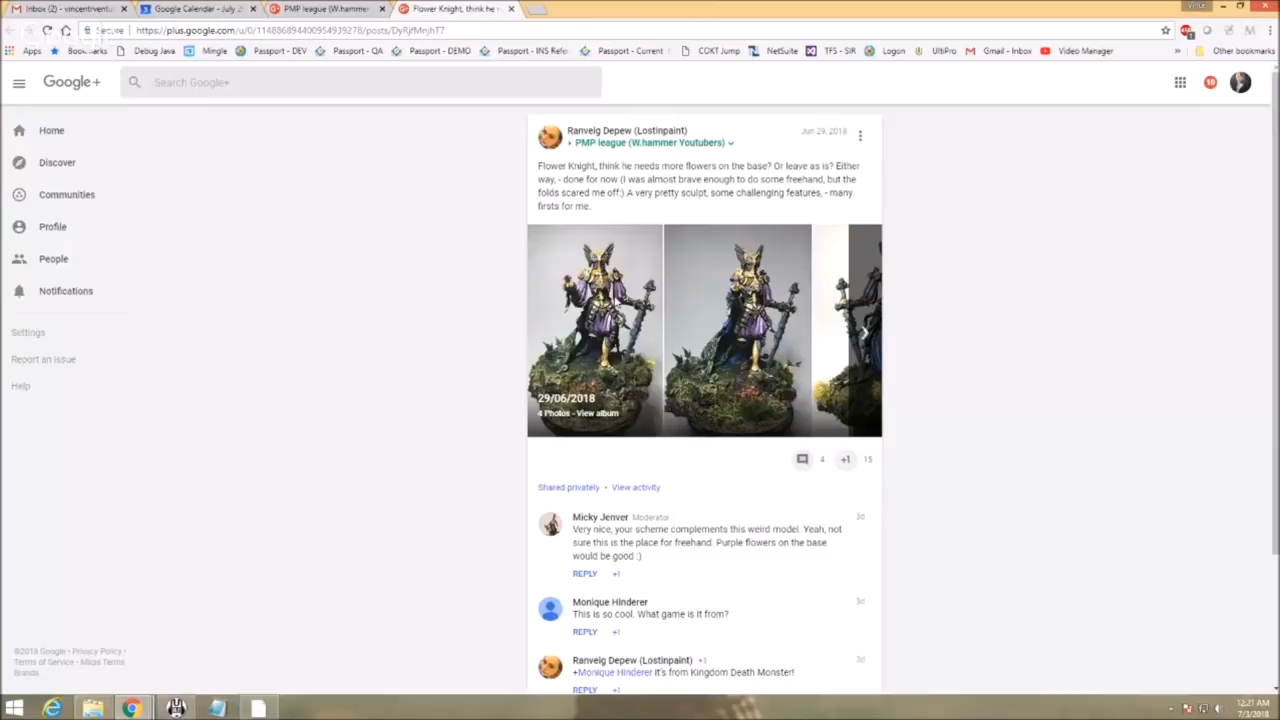 Inbox (2) - vincentrventu
Google Calendar - July 2
PMP league (W.hammer
Flower Knight, think he
Vince
Secure
https://plus.google.com/u/0/114886894400954939278/posts/DyRjfMnjhT7
Apps
Bookmarks
Debug Java
Mingle
Passport - DEV
Passport - QA
Passport - DEMO
Passport - INS Refe
Passport - Current
COKT Jump
NetSuite
TFS - SIR
Logon
UltiPro
Gmail - Inbox
Video Manager
»
Other bookmarks
Google+
Search Google+
10
Home
Discover
Communities
Profile
People
Notifications
Settings
Report an issue
Help
©2018 Google • Privacy Policy •
Terms of Service • Maps Terms
Brands
Ranveig Depew (Lostinpaint)
Jun 29, 2018
PMP league (W.hammer Youtubers)
Flower Knight, think he needs more flowers on the base? Or leave as is? Either
way, - done for now (I was almost brave enough to do some freehand, but the
folds scared me off:) A very pretty sculpt, some challenging features, - many
firsts for me.
29/06/2018
4 Photos - View album
4
+1
15
Shared privately • View activity
Micky Jenver Moderator
3d
Very nice, your scheme complements this weird model. Yeah, not
sure this is the place for freehand. Purple flowers on the base
would be good :)
REPLY +1
Monique Hinderer
3d
This is so cool. What game is it from?
REPLY +1
Ranveig Depew (Lostinpaint) +1
3d
+Monique Hinderer it's from Kingdom Death Monster!
REPLY +1
12:21 AM
7/3/2018